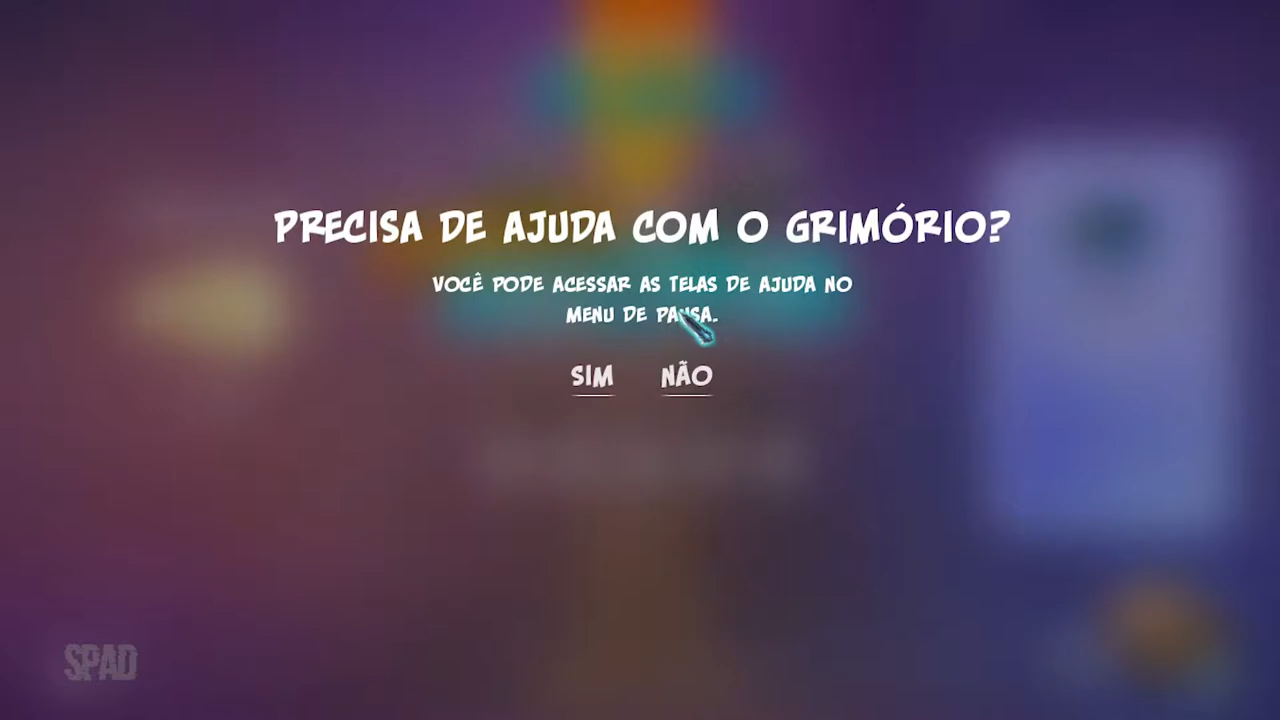 PRECISA DE AJUDA COM O GRIMÓRIO?
VOCÊ PODE ACESSAR AS TELAS DE AJUDA NO
MENU DE PAUSA.
SIM NÃO
SPAD